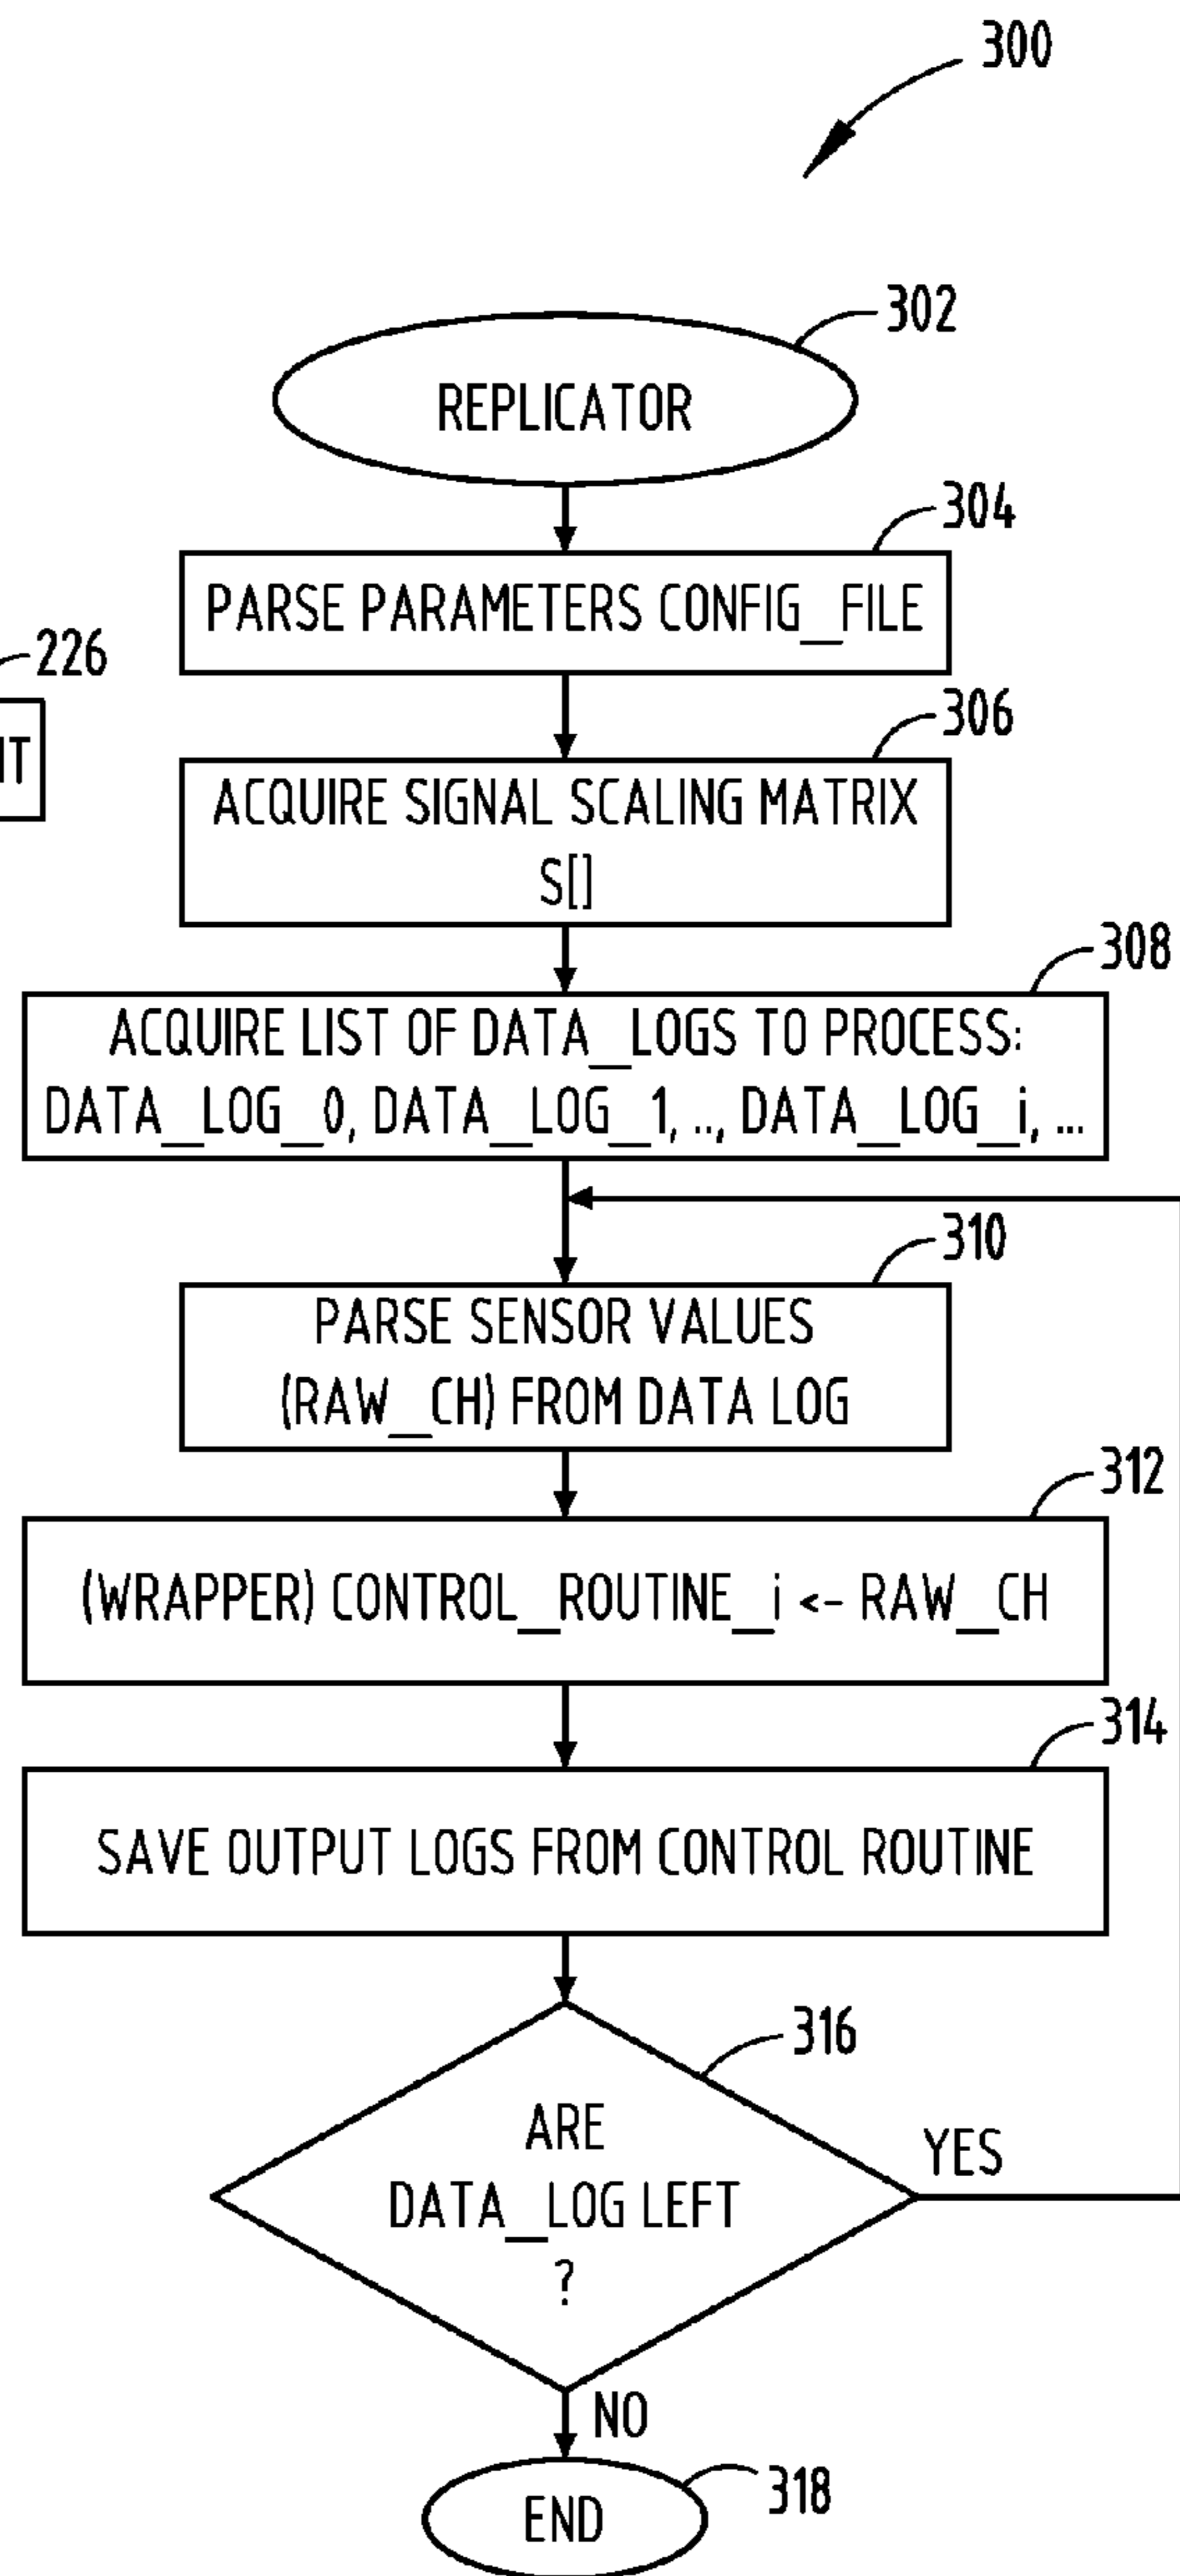 300
302
REPLICATOR
304
PARSE PARAMETERS CONFIG_FILE
226
IT
306
ACQUIRE SIGNAL SCALING MATRIX
S[]
308
ACQUIRE LIST OF DATA_LOGS TO PROCESS:
DATA_LOG_0, DATA_LOG_1, .., DATA_LOG_i, ...
310
PARSE SENSOR VALUES
(RAW_CH) FROM DATA LOG
312
(WRAPPER) CONTROL_ROUTINE_i <- RAW_CH
314
SAVE OUTPUT LOGS FROM CONTROL ROUTINE
316
ARE
DATA_LOG LEFT
?
YES
NO
318
END